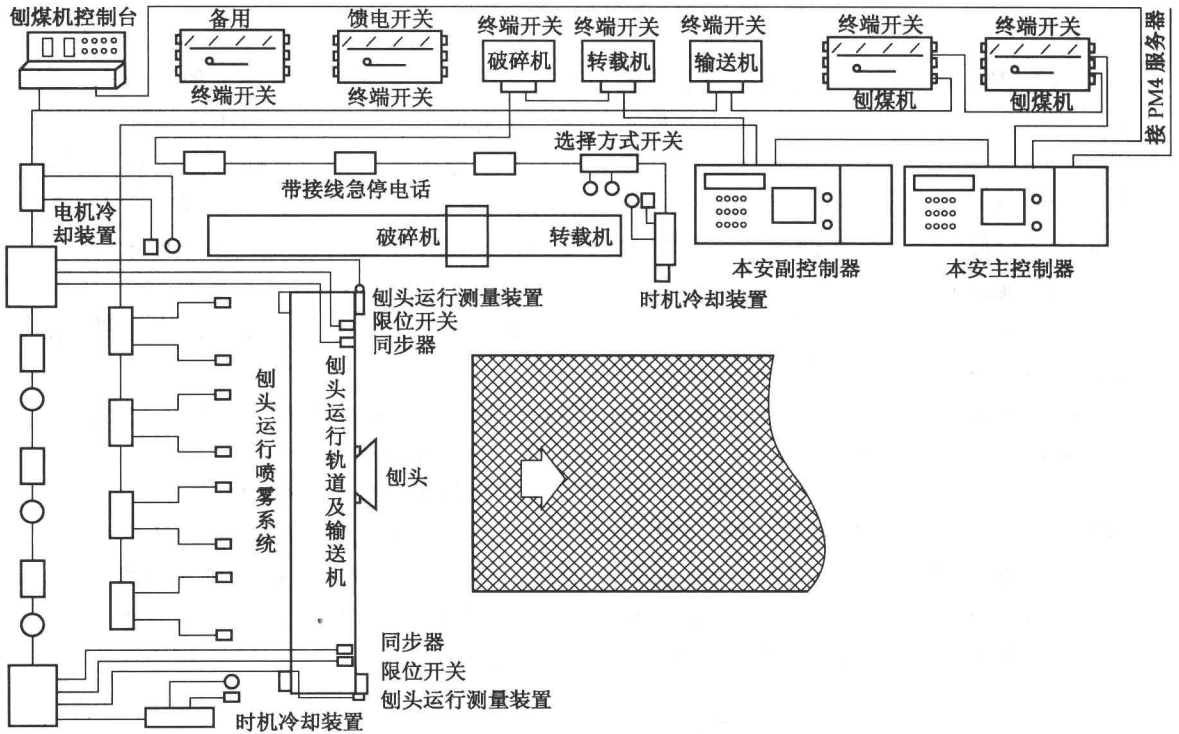 刨煤机控制台
备用
馈电开关
终端开关
终端开关
终端开关
终端开关
终端开关
破碎机
转载机
输送机
终端开关
终端开关
刨煤机
刨煤机
接PM4服务器
选择方式开关
带接线急停电话
电机冷
却装置
破碎机
转载机
本安副控制器
本安主控制器
时机冷却装置
刨头运行测量装置
限位开关
同步器
刨头运行喷雾系统
刨头运行轨道及输送机
刨头
同步器
限位开关
刨头运行测量装置
时机冷却装置